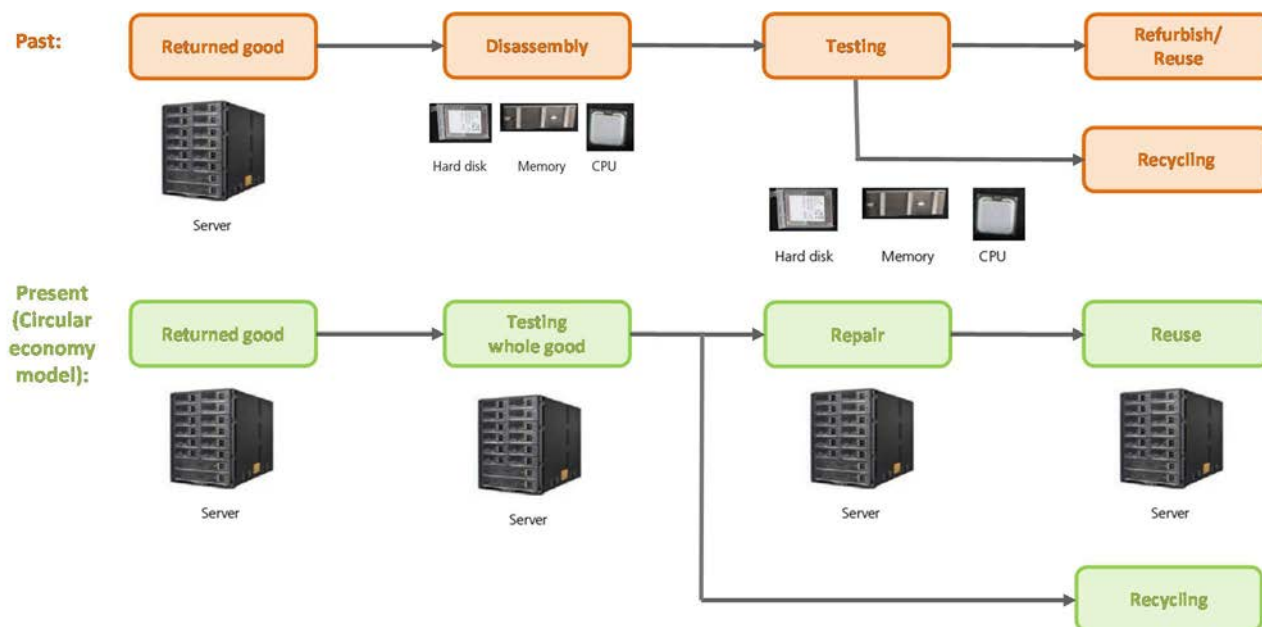 Past:
Returned good
Disassembly
Testing
Refurbish/
Reuse
Hard disk
Memory
CPU
Recycling
Server
Hard disk
Memory
CPU
Present
(Circular
economy
model):
Returned good
Testing
whole good
Repair
Reuse
Server
Server
Server
Server
Recycling